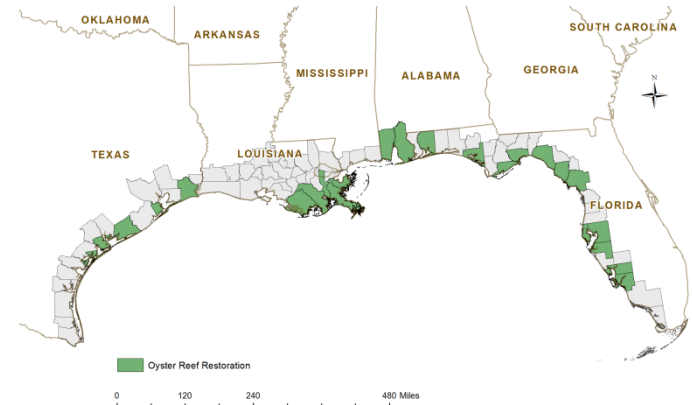 OKLAHOMA
ARKANSAS
SOUTH CAROLINA
MISSISSIPPI
ALABAMA
GEORGIA
N
TEXAS
LOUISIANA
FLORIDA
Oyster Reef Restoration
0 120 240 480 Miles